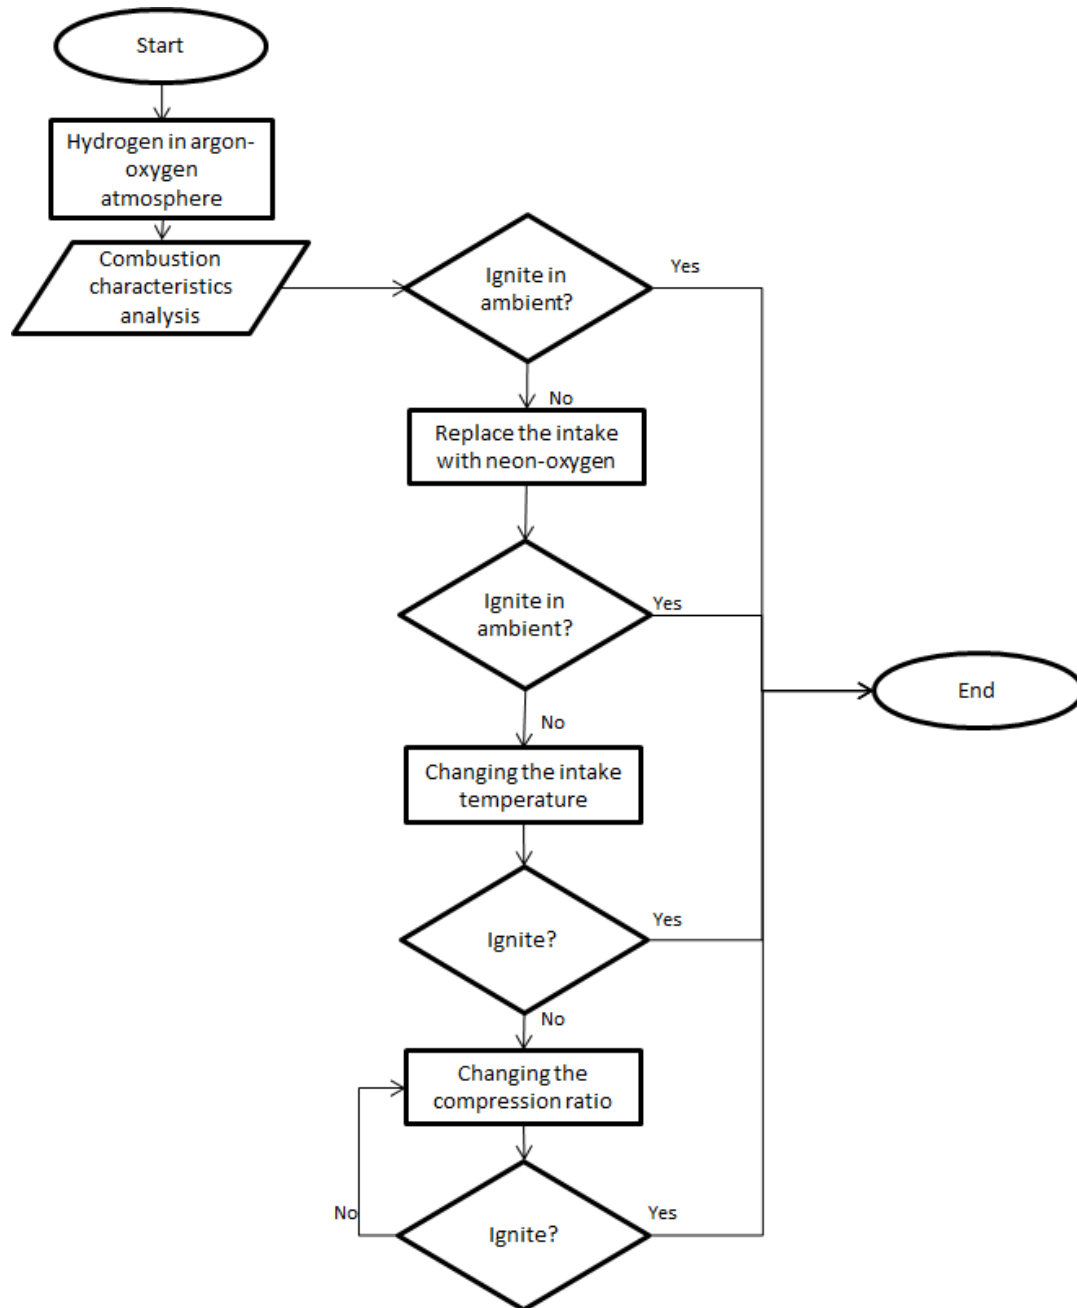 Start
Hydrogen in argon-
oxygen
atmosphere
Combustion
characteristics
analysis
Ignite in
ambient?
Yes
No
Replace the intake
with neon-oxygen
Ignite in
ambient?
Yes
End
No
Changing the intake
temperature
Ignite?
Yes
No
Changing the
compression ratio
No
Ignite?
Yes